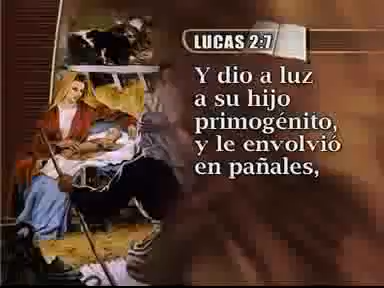 LUCAS 2:7
Y dio a luz
a su hijo
primogénito,
y le envolvió
en pañales,